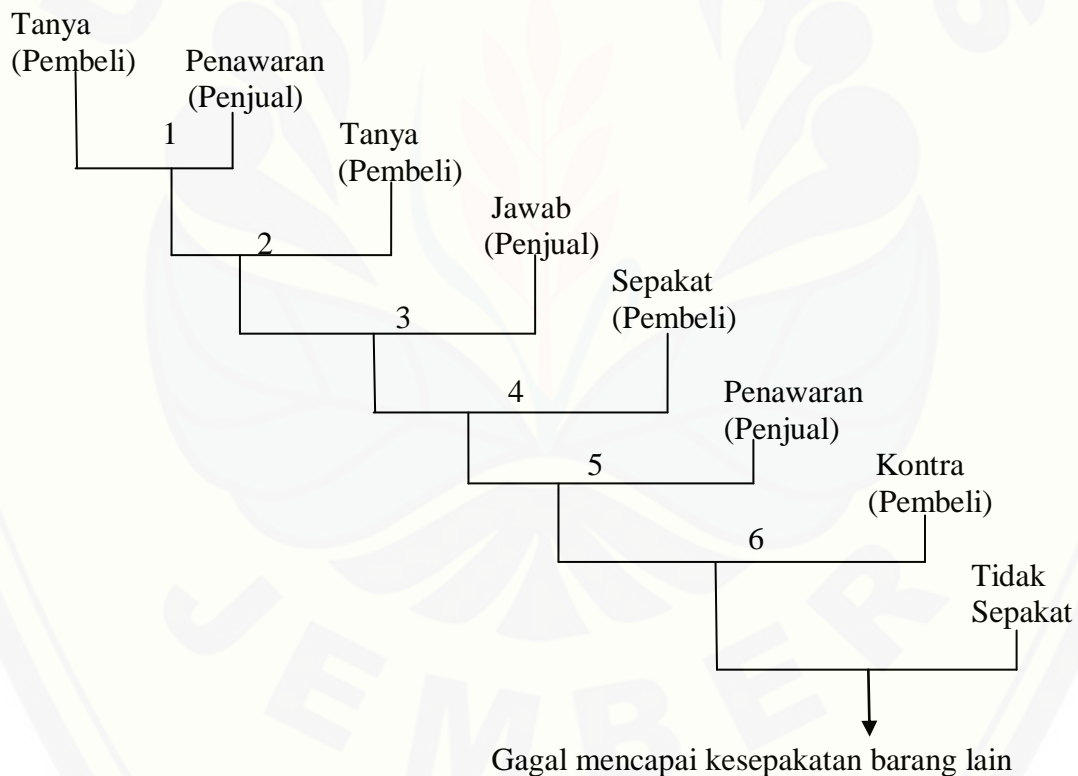 Tanya
(Pembeli)
Penawaran
(Penjual)
1
Tanya
(Pembeli)
Jawab
(Penjual)
2
Sepakat
(Pembeli)
3
Penawaran
(Penjual)
4
Kontra
(Pembeli)
5
6
Tidak
Sepakat
JEMBER
Gagal mencapai kesepakatan barang lain